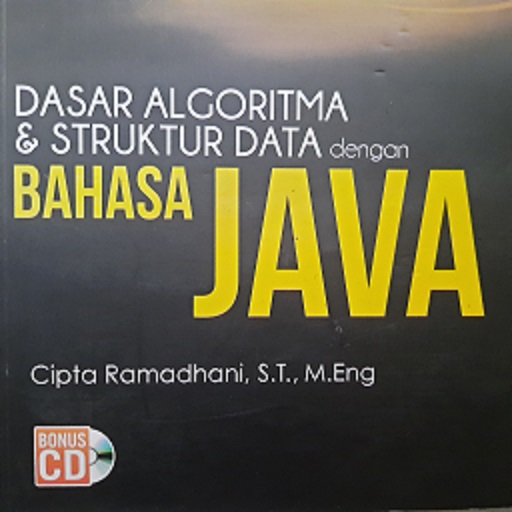 DASAR ALGORITMA
& STRUKTUR DATA dengan
BAHASA JAVA
Cipta Ramadhani, S.T., M.Eng
BONUS
CD